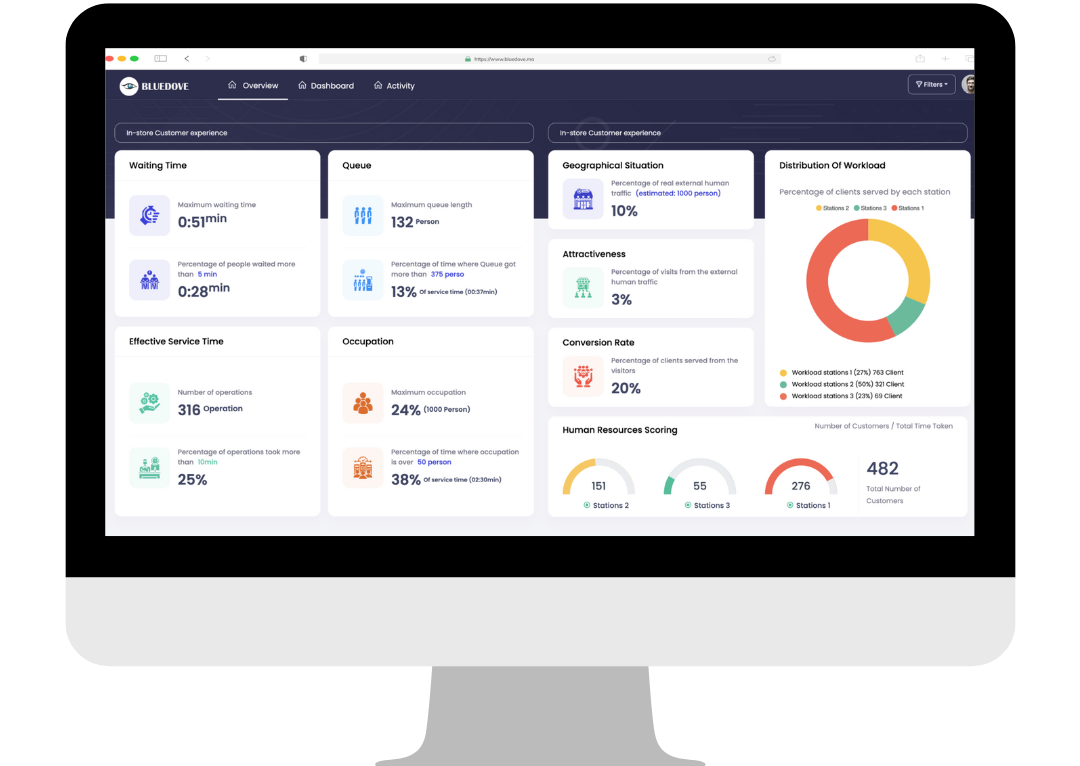 https://www.bluedove.ma
BLUEDOVE
Overview
Dashboard
Activity
Filters
In-store Customer experience
In-store Customer experience
Waiting Time
Maximum waiting time
0:51min
Percentage of people waited more
than 5 min
0:28min
Queue
Maximum queue length
132 Person
Percentage of time where Queue got
more than 375 perso
13% Of service time (00:37min)
Effective Service Time
Number of operations
316 Operation
Percentage of operations took more
than 10min
25%
Occupation
Maximum occupation
24% (1000 Person)
Percentage of time where occupation
is over 50 person
38% Of service time (02:30min)
Geographical Situation
Percentage of real external human
traffic (estimated: 1000 person)
10%
Attractiveness
Percentage of visits from the external
human traffic
3%
Conversion Rate
Percentage of clients served from the
visitors
20%
Distribution Of Workload
Percentage of clients served by each station
Stations 2 Stations 3 Stations 1
Workload stations 1 (27%) 763 Client
Workload stations 2 (50%) 321 Client
Workload stations 3 (23%) 69 Client
Human Resources Scoring
Number of Customers / Total Time Taken
151
Stations 2
55
Stations 3
276
Stations 1
482
Total Number of
Customers